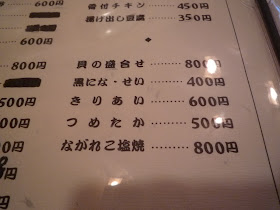 600円
600円
800円
500円
00円
円
円
骨付チキン………450円
揚げ出し豆腐……350円
貝の盛合せ………800円
黒にな・せい……400円
きりあい…………600円
つめたか…………500円
ながれこ塩焼……800円